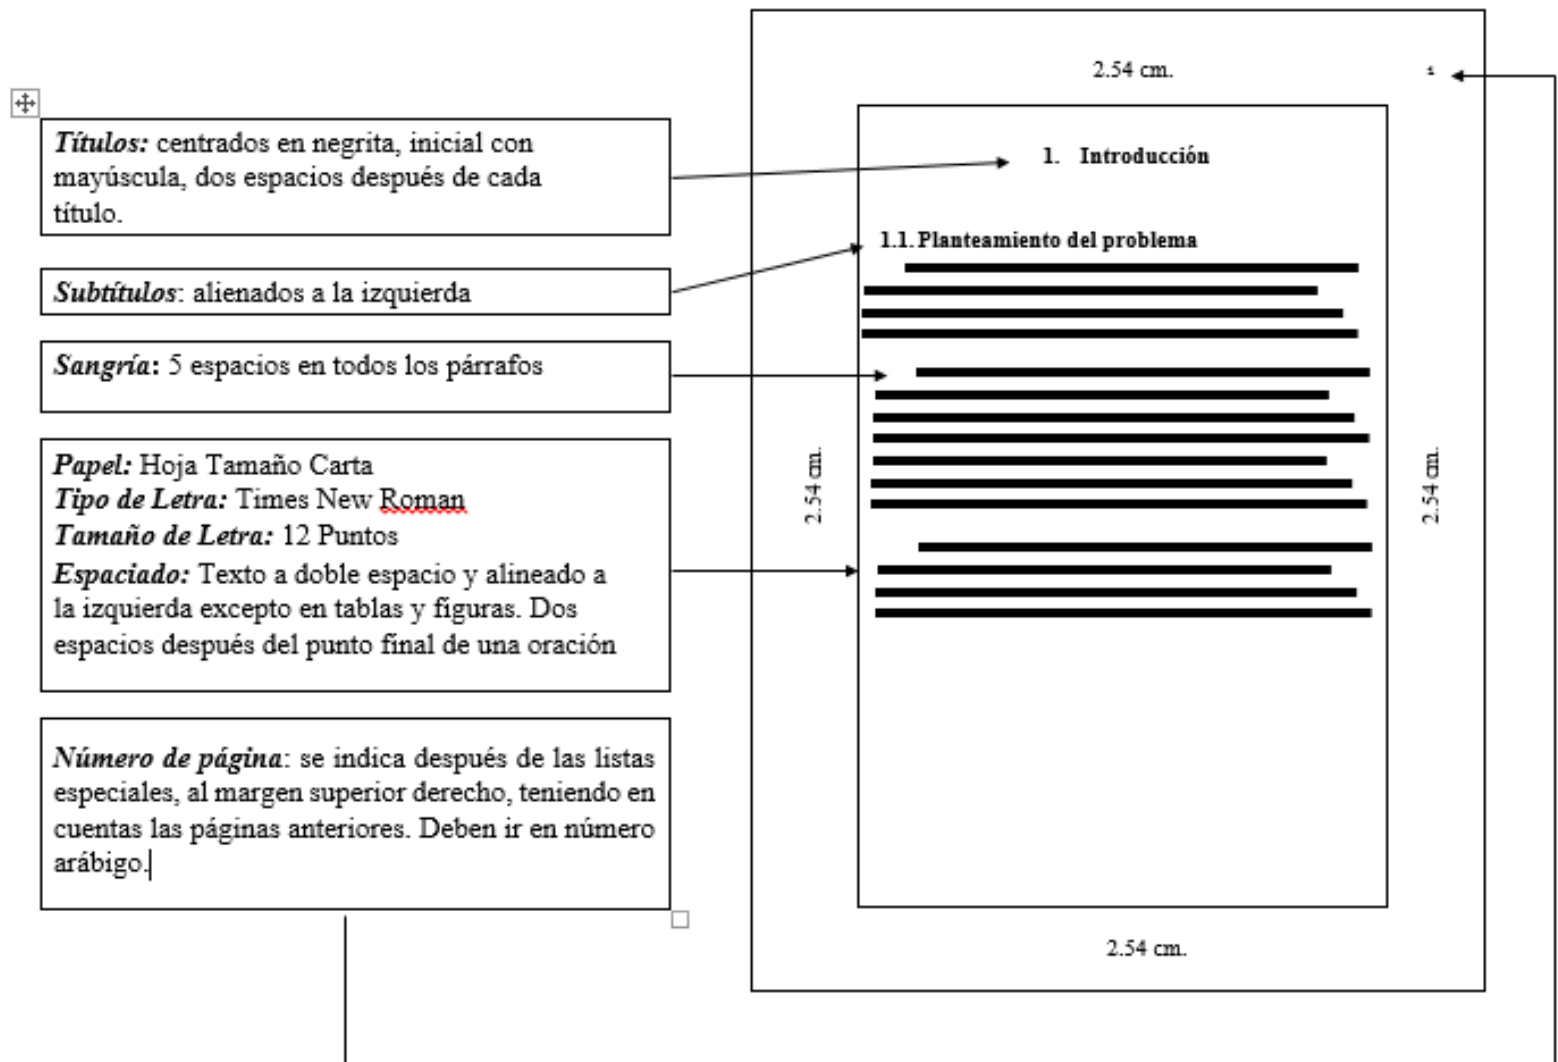 Títulos: centrados en negrita, inicial con
mayúscula, dos espacios después de cada
título.
Subtítulos: alienados a la izquierda
Sangría: 5 espacios en todos los párrafos
Papel: Hoja Tamaño Carta
Tipo de Letra: Times New Roman
Tamaño de Letra: 12 Puntos
Espaciado: Texto a doble espacio y alineado a
la izquierda excepto en tablas y figuras. Dos
espacios después del punto final de una oración
Número de página: se indica después de las listas
especiales, al margen superior derecho, teniendo en
cuentas las páginas anteriores. Deben ir en número
arábigo.
2.54 cm.
1. Introducción
1.1. Planteamiento del problema
2.54 cm.
2.54 cm.
2.54 cm.